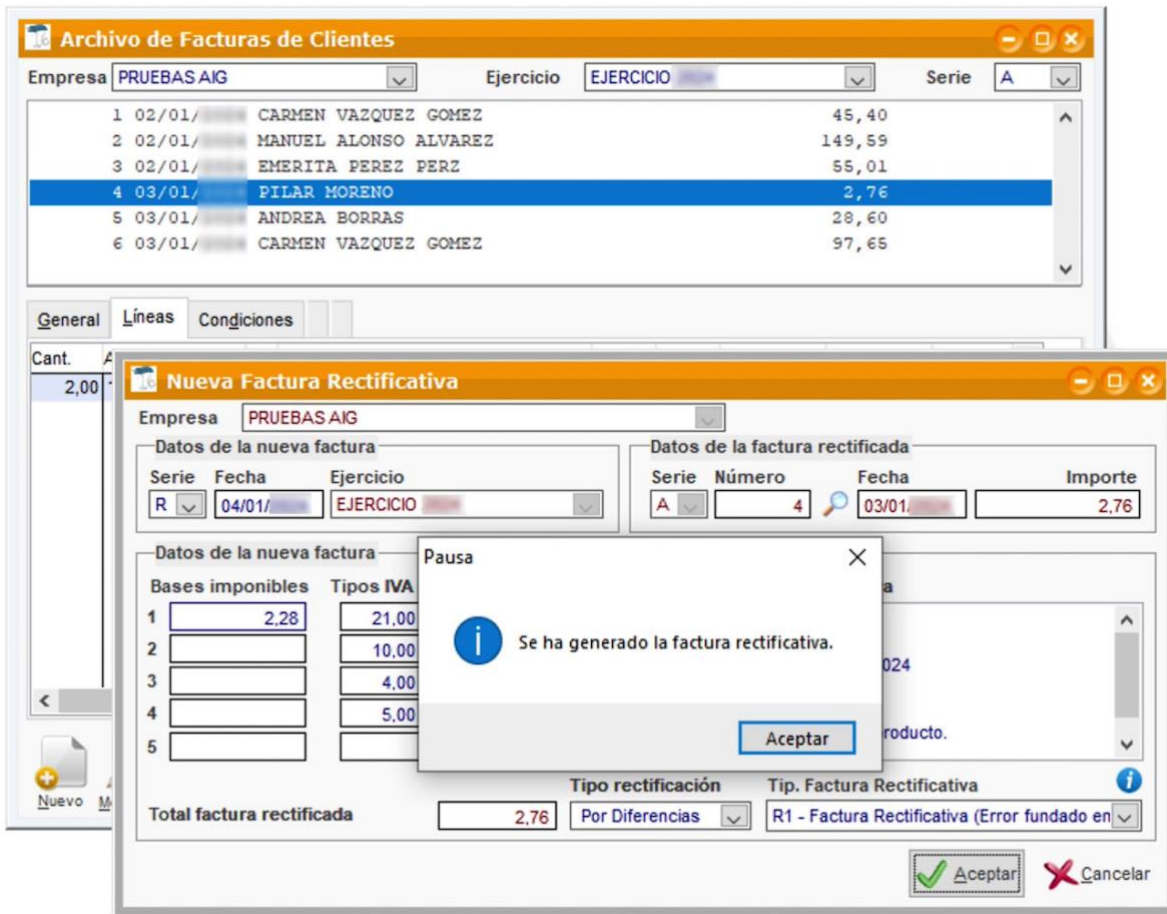 Archivo de Facturas de Clientes
Empresa PRUEBAS AIG Ejercicio EJERCICIO Serie A
1 02/01/ CARMEN VAZQUEZ GOMEZ 45,40
2 02/01/ MANUEL ALONSO ALVAREZ 149,59
3 02/01/ EMERITA PEREZ PERZ 55,01
4 03/01/ PILAR MORENO 2,76
5 03/01/ ANDREA BORRAS 28,60
6 03/01/ CARMEN VAZQUEZ GOMEZ 97,65
General Líneas Condiciones
Cant.
2,00
Nuevo
Nueva Factura Rectificativa
Empresa PRUEBAS AIG
Datos de la nueva factura
Serie Fecha Ejercicio
R 04/01/ EJERCICIO
Datos de la factura rectificada
Serie Número Fecha Importe
A 4 03/01/ 2,76
Datos de la nueva factura
Bases imponibles Tipos IVA
1 2,28 21,00
2 10,00
3 4,00
4 5,00
5
024
roducto.
Pausa
Se ha generado la factura rectificativa.
Aceptar
Total factura rectificada 2,76
Tipo rectificación
Por Diferencias
Tip. Factura Rectificativa
R1 - Factura Rectificativa (Error fundado en
Aceptar Cancelar